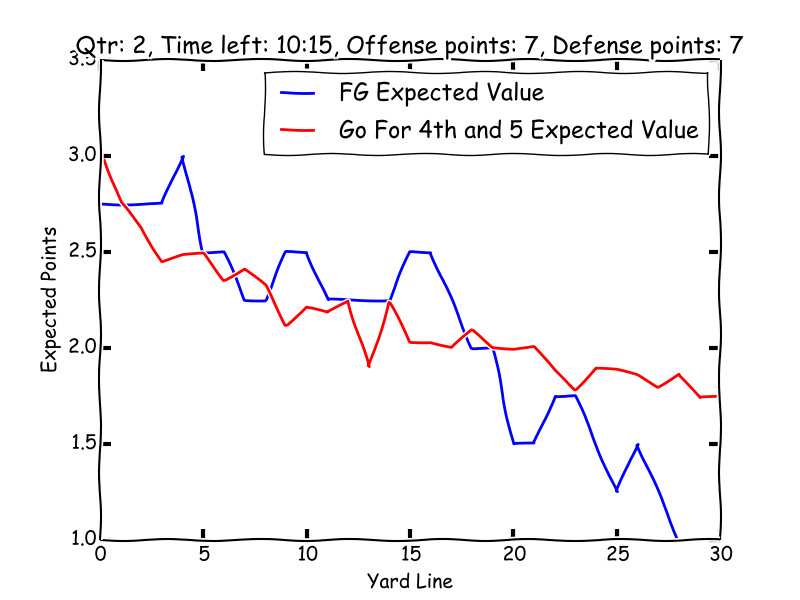 Qtr: 2, Time left: 10:15, Offense points: 7, Defense points: 7
FG Expected Value
Go For 4th and 5 Expected Value
Expected Points
3.5
3.0
2.5
2.0
1.5
1.0
0 5 10 15 20 25 30
Yard Line